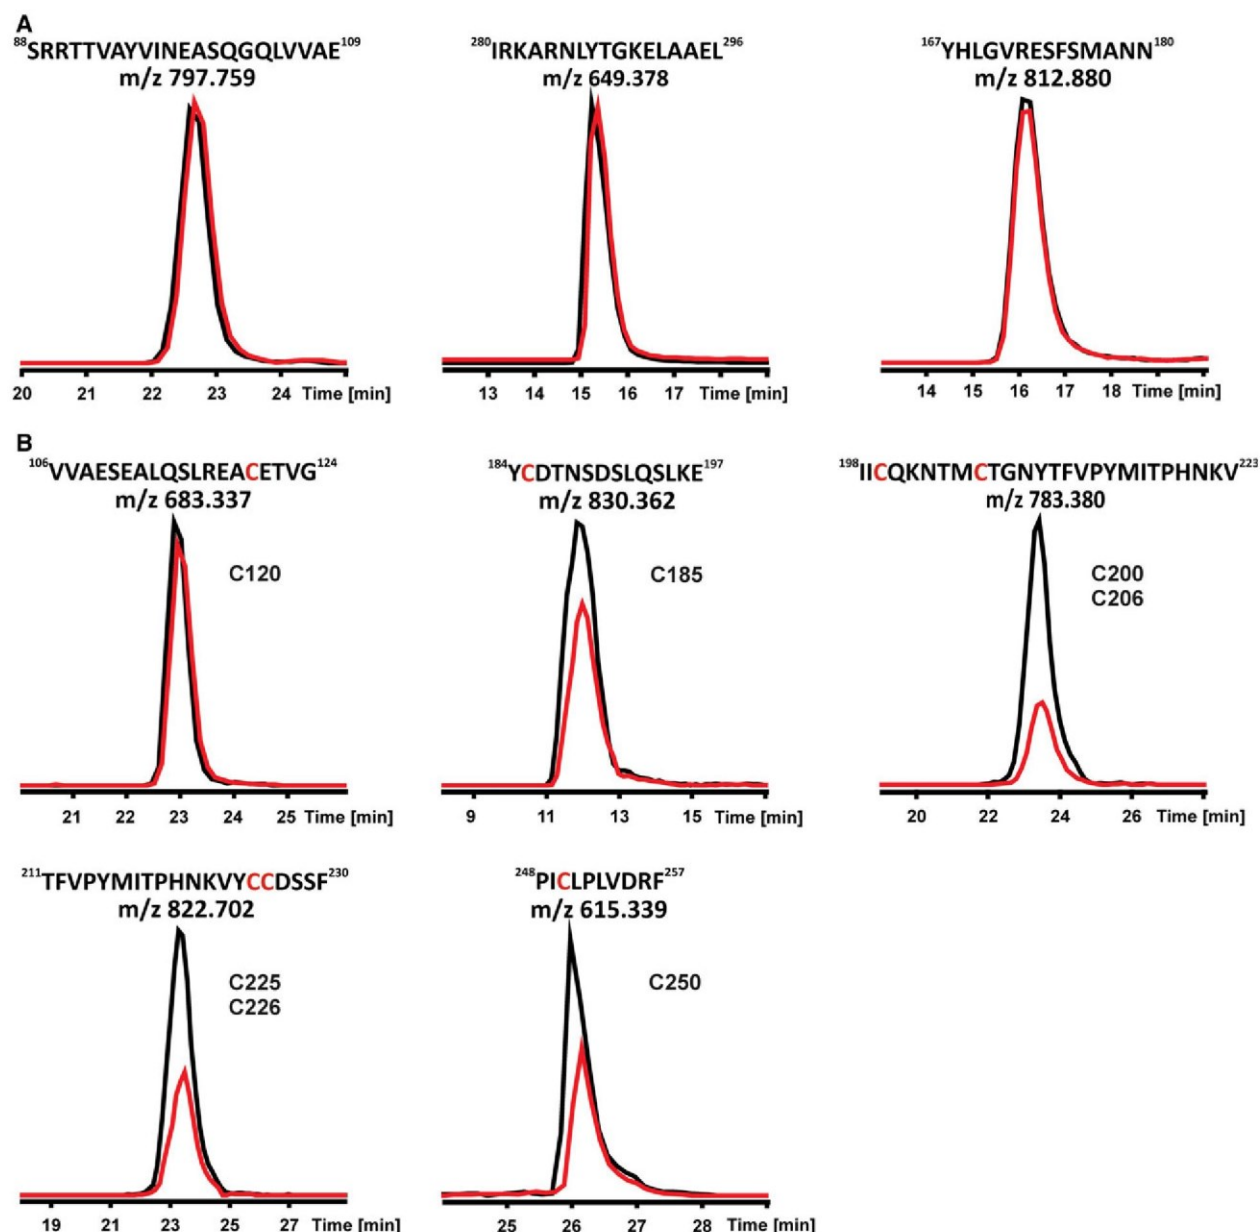 A
88SRRTTVAYVINEASQGQLVVAE109
m/z 797.759
280IRKARNLYTGKELAAEL296
m/z 649.378
167YHLGVRESFSMANN180
m/z 812.880
20 21 22 23 24 Time [min]
13 14 15 16 17 Time [min]
14 15 16 17 18 Time [min]
B
106VVAESEALQSLREACETVG124
m/z 683.337
C120
184YCDTNSDSLQSLKE197
m/z 830.362
C185
198IICQKNTMCTGNYTFVPYMITPHNKV223
m/z 783.380
C200
C206
21 22 23 24 25 Time [min]
9 11 13 15 Time [min]
20 22 24 26 Time [min]
211TFVPYMITPHNKVYCCDSSF230
m/z 822.702
C225
C226
248PICLPLVDRF257
m/z 615.339
C250
19 21 23 25 27 Time [min]
25 26 27 28 Time [min]